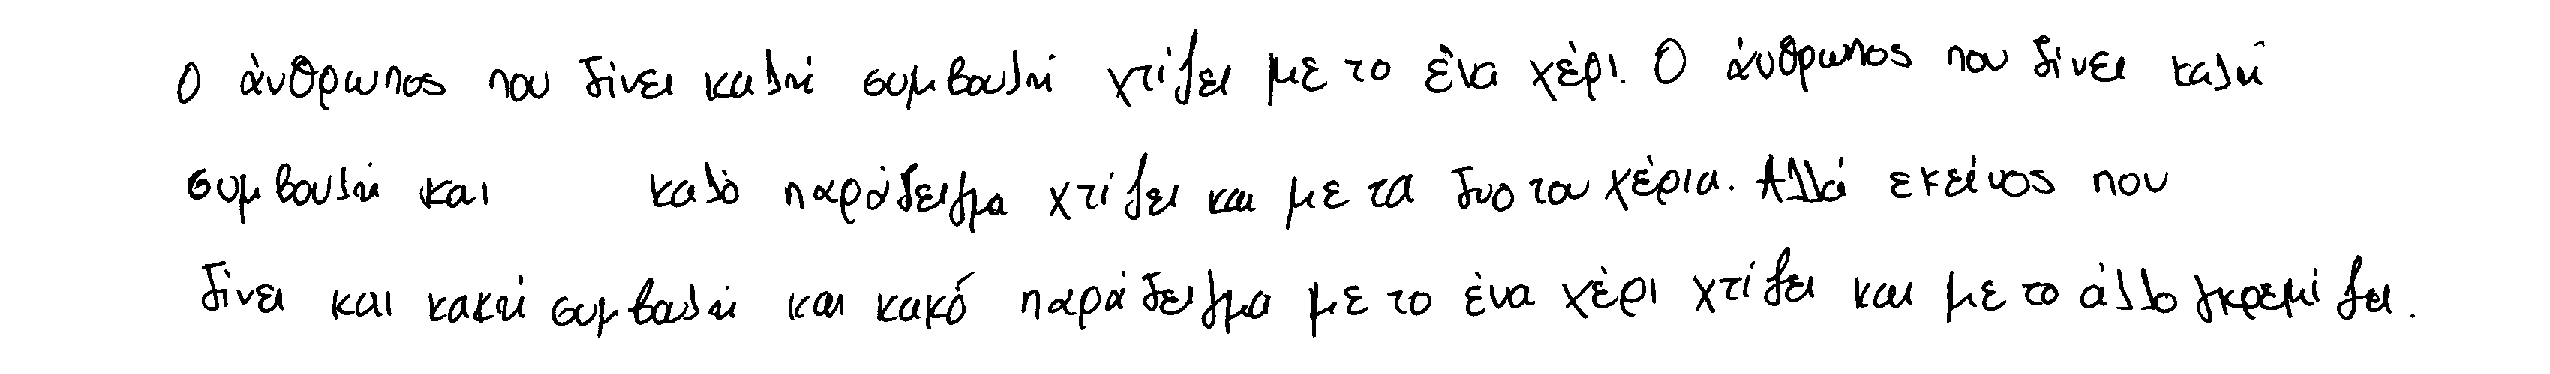 Ο άνθρωπος που δίνει καλή συμβουλή χτίζει με το ένα χέρι. Ο άνθρωπος που δίνει καλή
συμβουλή και καλό παράδειγμα χτίζει και με τα δυο του χέρια. Αλλά εκείνος που
δίνει και κακή συμβαλή και κακό παράδειγμα με το ένα χέρι χτίζει και με το άλλο γκρεμίζει.